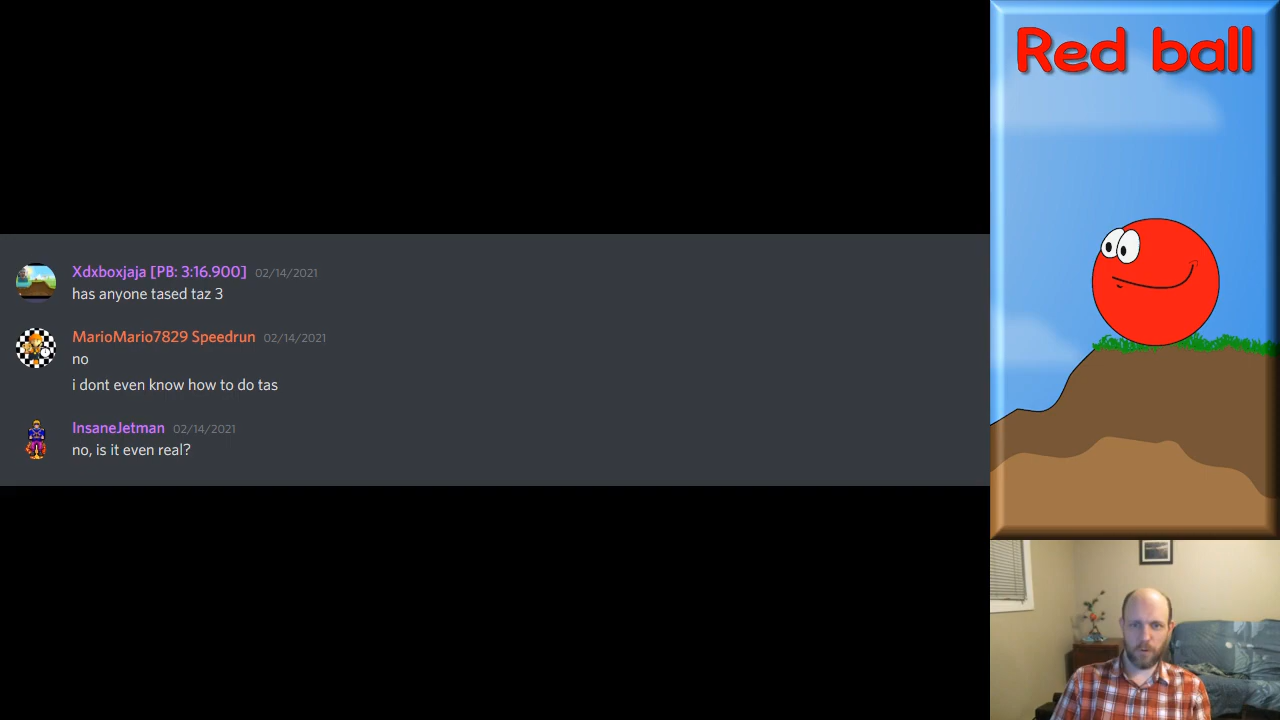 Red ball
Xdxboxjaja [PB: 3:16.900] 02/14/2021
has anyone tased taz 3
MarioMario7829 Speedrun 02/14/2021
no
i dont even know how to do tas
InsaneJetman 02/14/2021
no, is it even real?